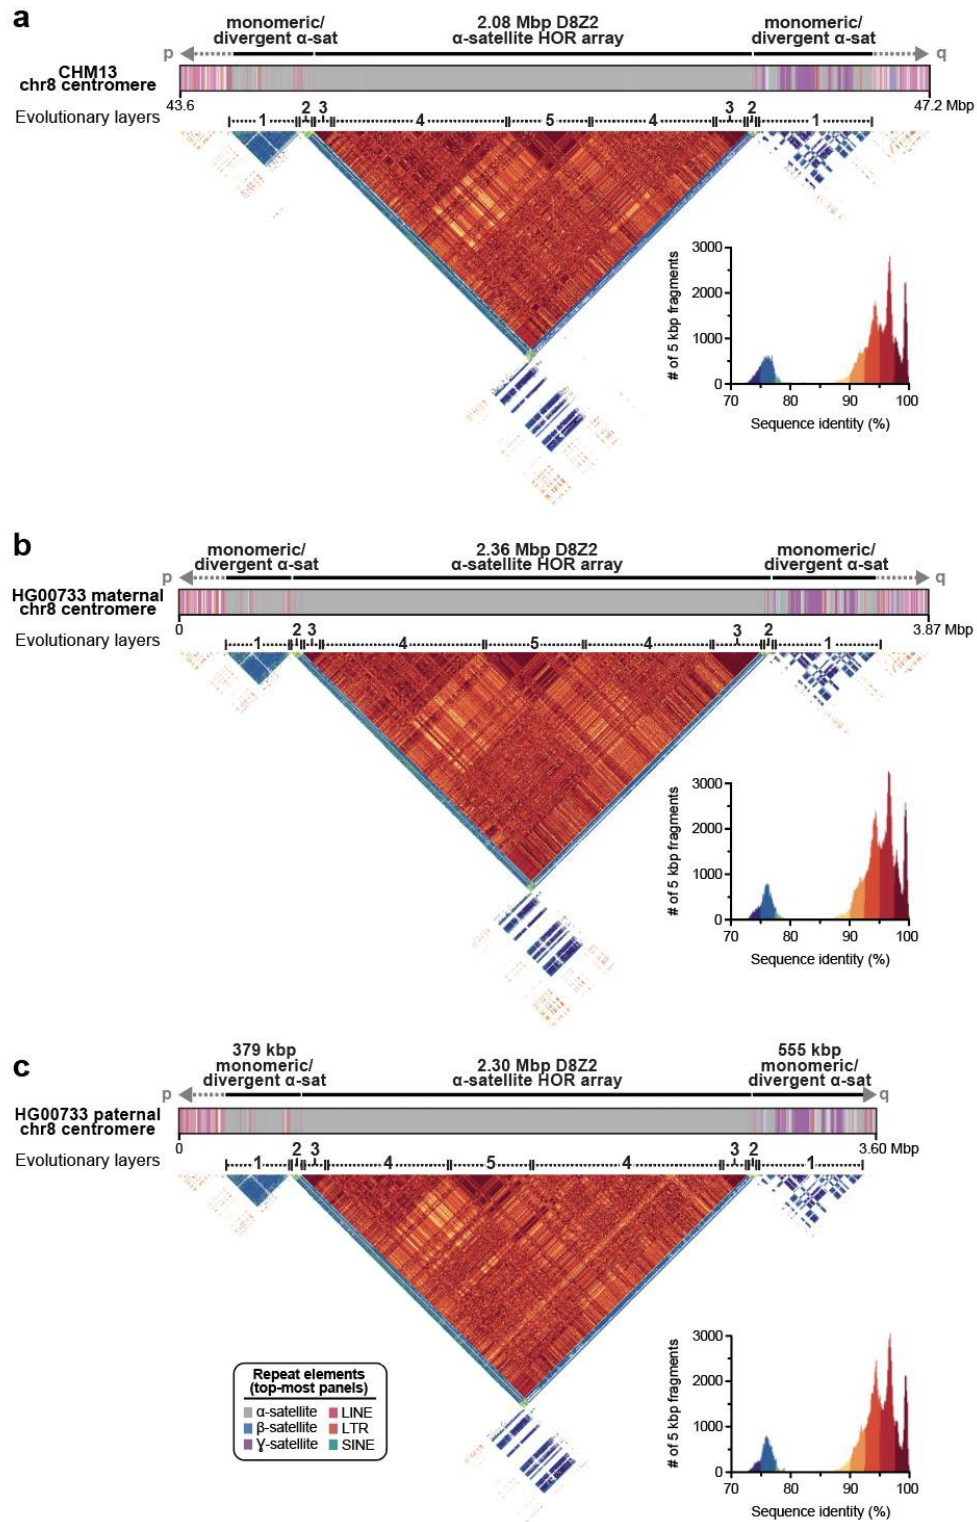 a
monomeric/
divergent α-sat
2.08 Mbp D8Z2
α-satellite HOR array
monomeric/
divergent α-sat
p
q
CHM13
chr8 centromere
43.6
47.2 Mbp
Evolutionary layers
1 2 3 4 5 4 3 2 1
# of 5 kbp fragments
3000
2000
1000
0
70 80 90 100
Sequence identity (%)
b
monomeric/
divergent α-sat
2.36 Mbp D8Z2
α-satellite HOR array
monomeric/
divergent α-sat
p
q
HG00733 maternal
chr8 centromere
0
3.87 Mbp
Evolutionary layers
1 2 3 4 5 4 3 2 1
# of 5 kbp fragments
3000
2000
1000
0
70 80 90 100
Sequence identity (%)
c
379 kbp
monomeric/
divergent α-sat
2.30 Mbp D8Z2
α-satellite HOR array
555 kbp
monomeric/
divergent α-sat
p
q
HG00733 paternal
chr8 centromere
0
3.60 Mbp
Evolutionary layers
1 2 3 4 5 4 3 2 1
Repeat elements
(top-most panels)
α-satellite LINE
β-satellite LTR
Ɣ-satellite SINE
# of 5 kbp fragments
3000
2000
1000
0
70 80 90 100
Sequence identity (%)